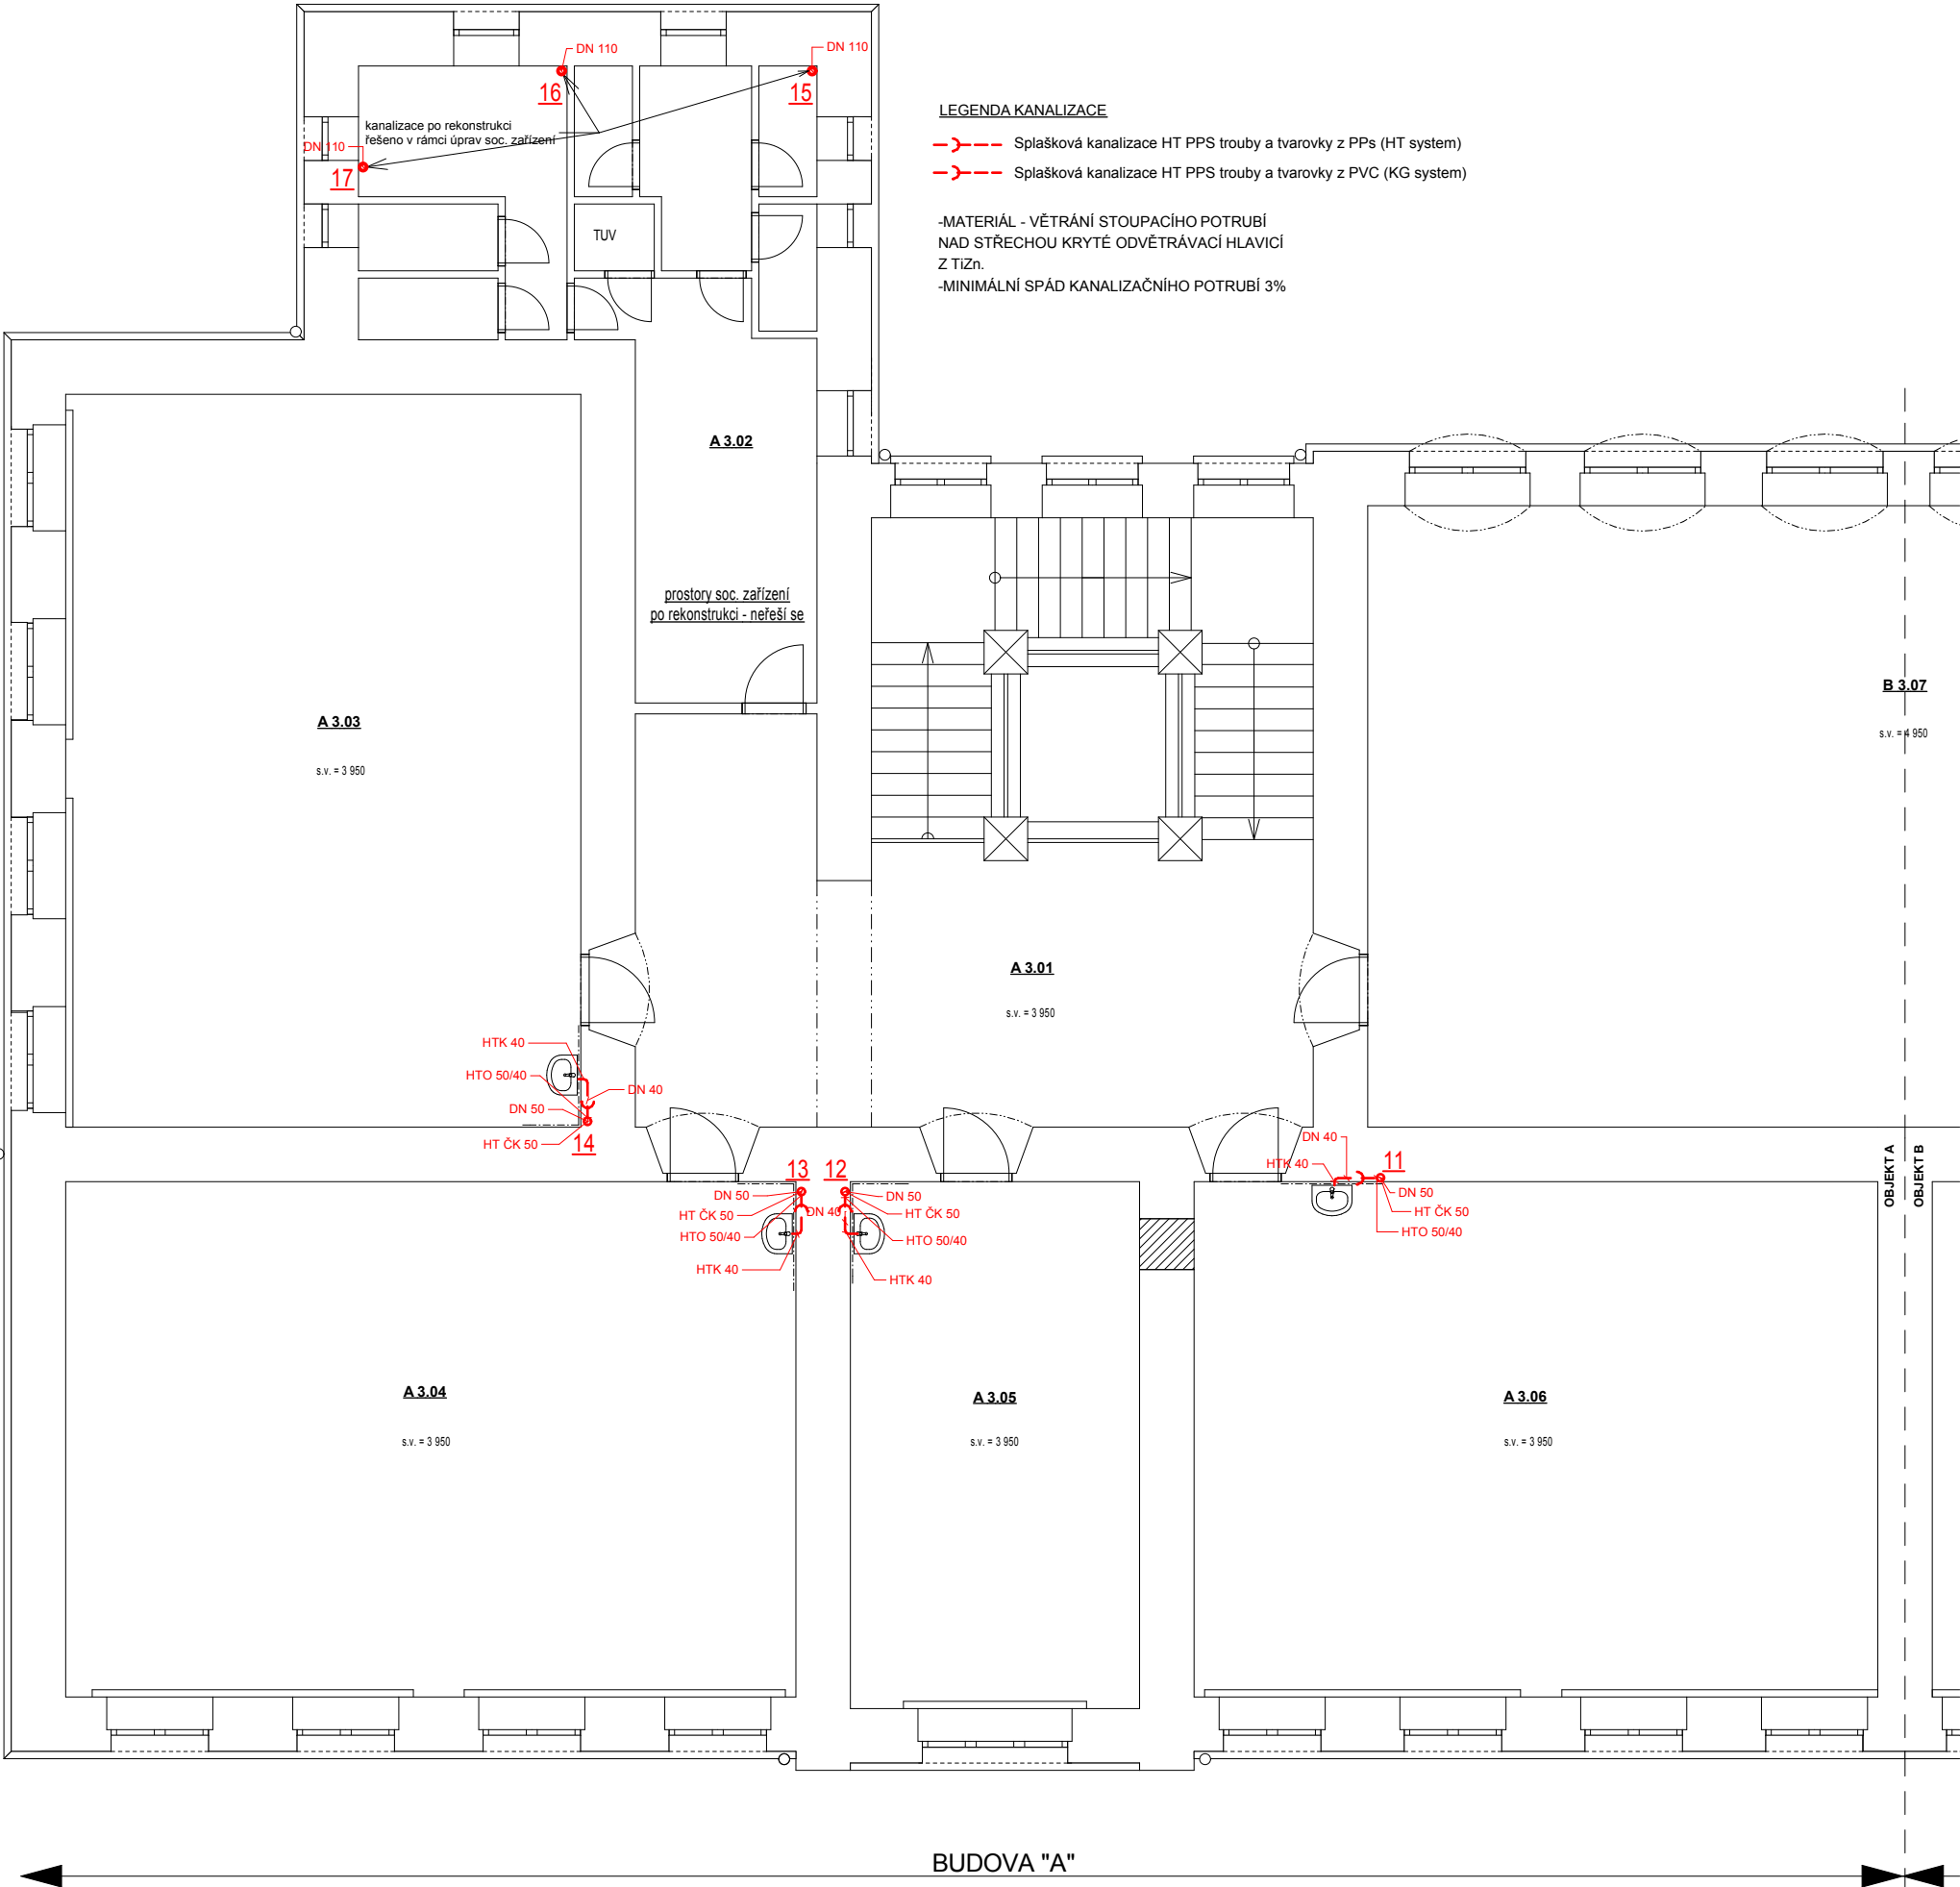 DN 110
DN 110
16
15
kanalizace po rekonstrukci
řešeno v rámci úprav soc. zařízení
DN 110
17
TUV
LEGENDA KANALIZACE
Splašková kanalizace HT PPS trouby a tvarovky z PPs (HT system)
Splašková kanalizace HT PPS trouby a tvarovky z PVC (KG system)
-MATERIÁL - VĚTRÁNÍ STOUPACÍHO POTRUBÍ
NAD STŘECHOU KRYTÉ ODVĚTRÁVACÍ HLAVICÍ
Z TiZn.
-MINIMÁLNÍ SPÁD KANALIZAČNÍHO POTRUBÍ 3%
A 3.02
prostory soc. zařízení
po rekonstrukci - neřeší se
A 3.03
s.v. = 3 950
B 3.07
s.v. = 4 950
A 3.01
s.v. = 3 950
HTK 40
HTO 50/40
DN 40
DN 50
HT ČK 50
14
13
12
DN 50
HT ČK 50
HTO 50/40
HTK 40
DN 40
DN 50
HT ČK 50
HTO 50/40
HTK 40
DN 40
HTK 40
11
DN 50
HT ČK 50
HTO 50/40
OBJEKT A
OBJEKT B
A 3.04
s.v. = 3 950
A 3.05
s.v. = 3 950
A 3.06
s.v. = 3 950
BUDOVA "A"